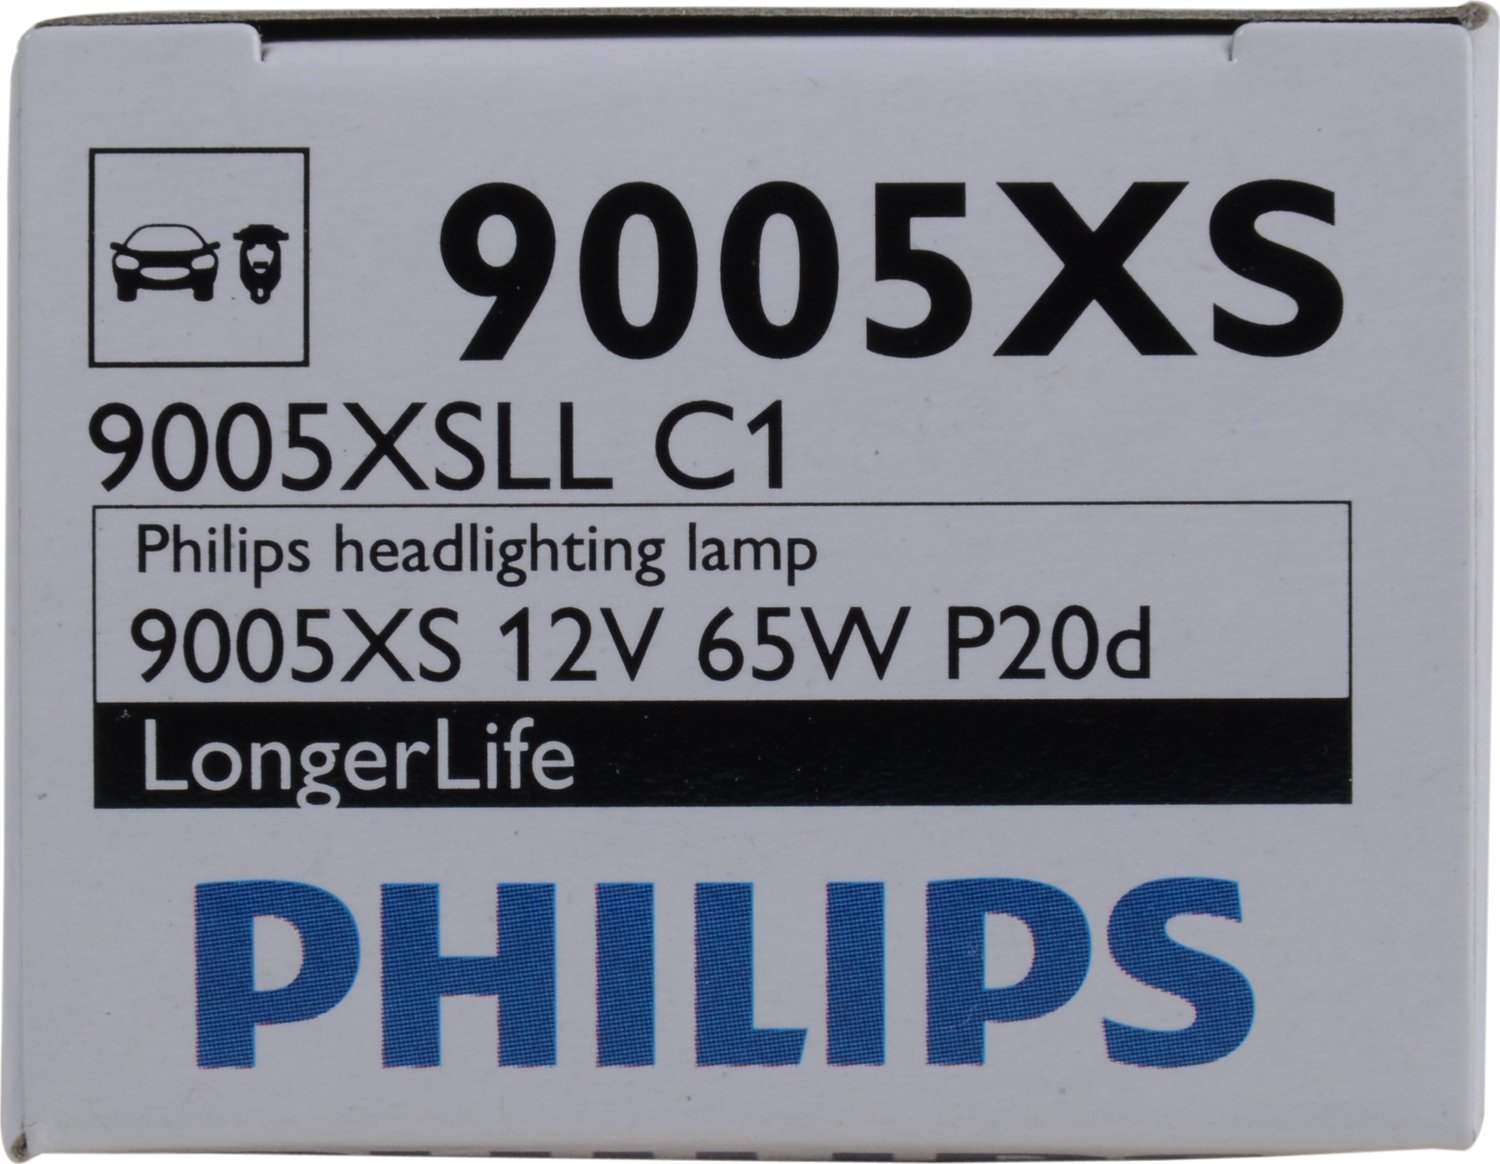 9005XS
9005XSLL C1
Philips headlighting lamp
9005XS 12V 65W P20d
LongerLife
PHILIPS